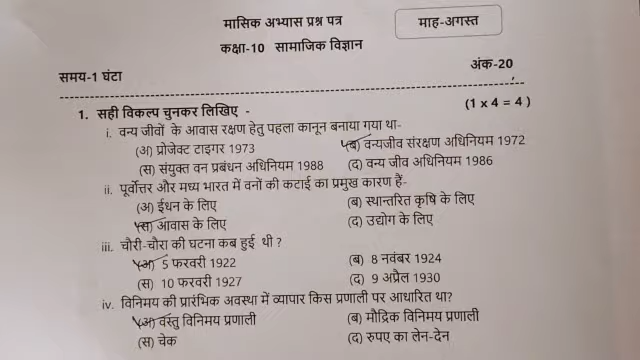 मासिक अभ्यास प्रश्न पत्र माह-अगस्त
कक्षा-10 सामाजिक विज्ञान
समय-1 घंटा अंक-20
1. सही विकल्प चुनकर लिखिए - (1 x 4 = 4 )
i. वन्य जीवों के आवास रक्षण हेतु पहला कानून बनाया गया था-
(अ) प्रोजेक्ट टाइगर 1973 (ब) वन्यजीव संरक्षण अधिनियम 1972
(स) संयुक्त वन प्रबंधन अधिनियम 1988 (द) वन्य जीव अधिनियम 1986
ii. पूर्वोत्तर और मध्य भारत में वनों की कटाई का प्रमुख कारण हैं-
(अ) ईधन के लिए (ब) स्थान्तरित कृषि के लिए
(स) आवास के लिए (द) उद्योग के लिए
iii. चौरी-चौरा की घटना कब हुई थी ?
(अ) 5 फरवरी 1922 (ब) 8 नवंबर 1924
(स) 10 फरवरी 1927 (द) 9 अप्रैल 1930
iv. विनिमय की प्रारंभिक अवस्था में व्यापार किस प्रणाली पर आधारित था?
(अ) वस्तु विनिमय प्रणाली (ब) मौद्रिक विनिमय प्रणाली
(स) चेक (द) रुपए का लेन-देन